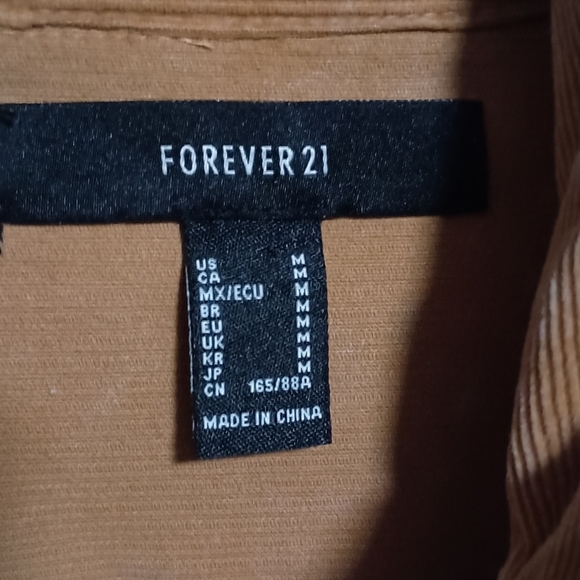 FOREVER 21
US M
CA M
MX/ECU M
BR M
EU M
UK M
KR M
JP M
CN 165/88A
MADE IN CHINA